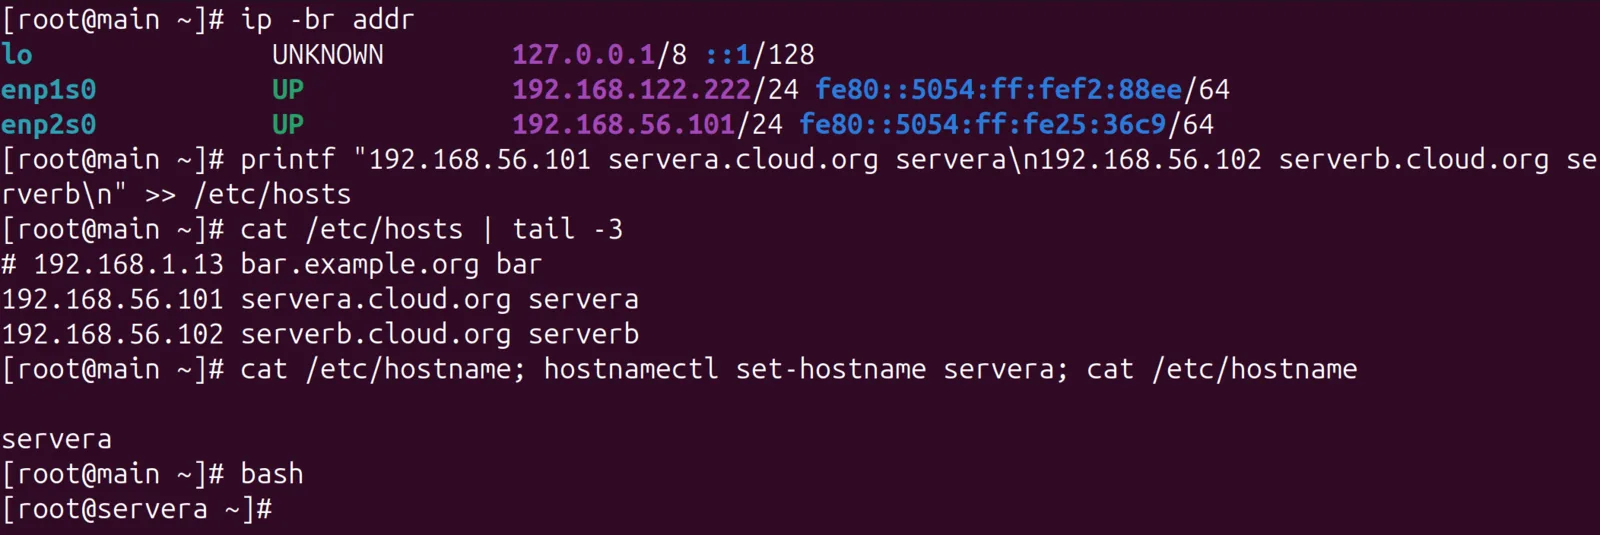 [root@main ~]# ip -br addr
lo               UNKNOWN        127.0.0.1/8 ::1/128
enp1s0           UP             192.168.122.222/24 fe80::5054:ff:fef2:88ee/64
enp2s0           UP             192.168.56.101/24 fe80::5054:ff:fe25:36c9/64
[root@main ~]# printf "192.168.56.101 servera.cloud.org servera\n192.168.56.102 serverb.cloud.org se
rverb\n" >> /etc/hosts
[root@main ~]# cat /etc/hosts | tail -3
# 192.168.1.13 bar.example.org bar
192.168.56.101 servera.cloud.org servera
192.168.56.102 serverb.cloud.org serverb
[root@main ~]# cat /etc/hostname; hostnamectl set-hostname servera; cat /etc/hostname

servera
[root@main ~]# bash
[root@servera ~]#